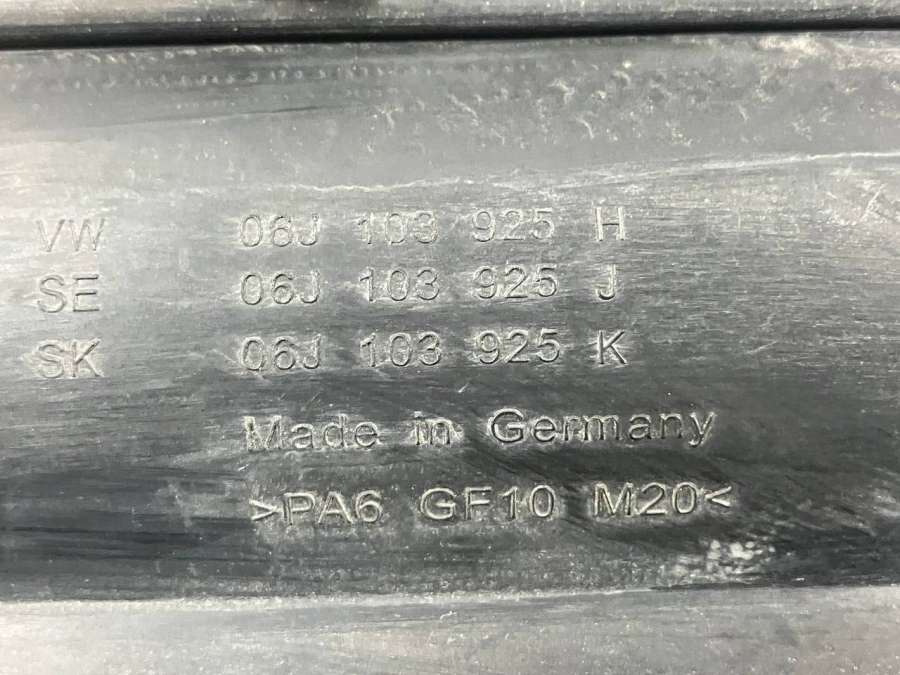 VW 06J 103 925 H
SE 06J 103 925 J
SK 06J 103 925 K
Made in Germany
>PA6 GF10 M20<